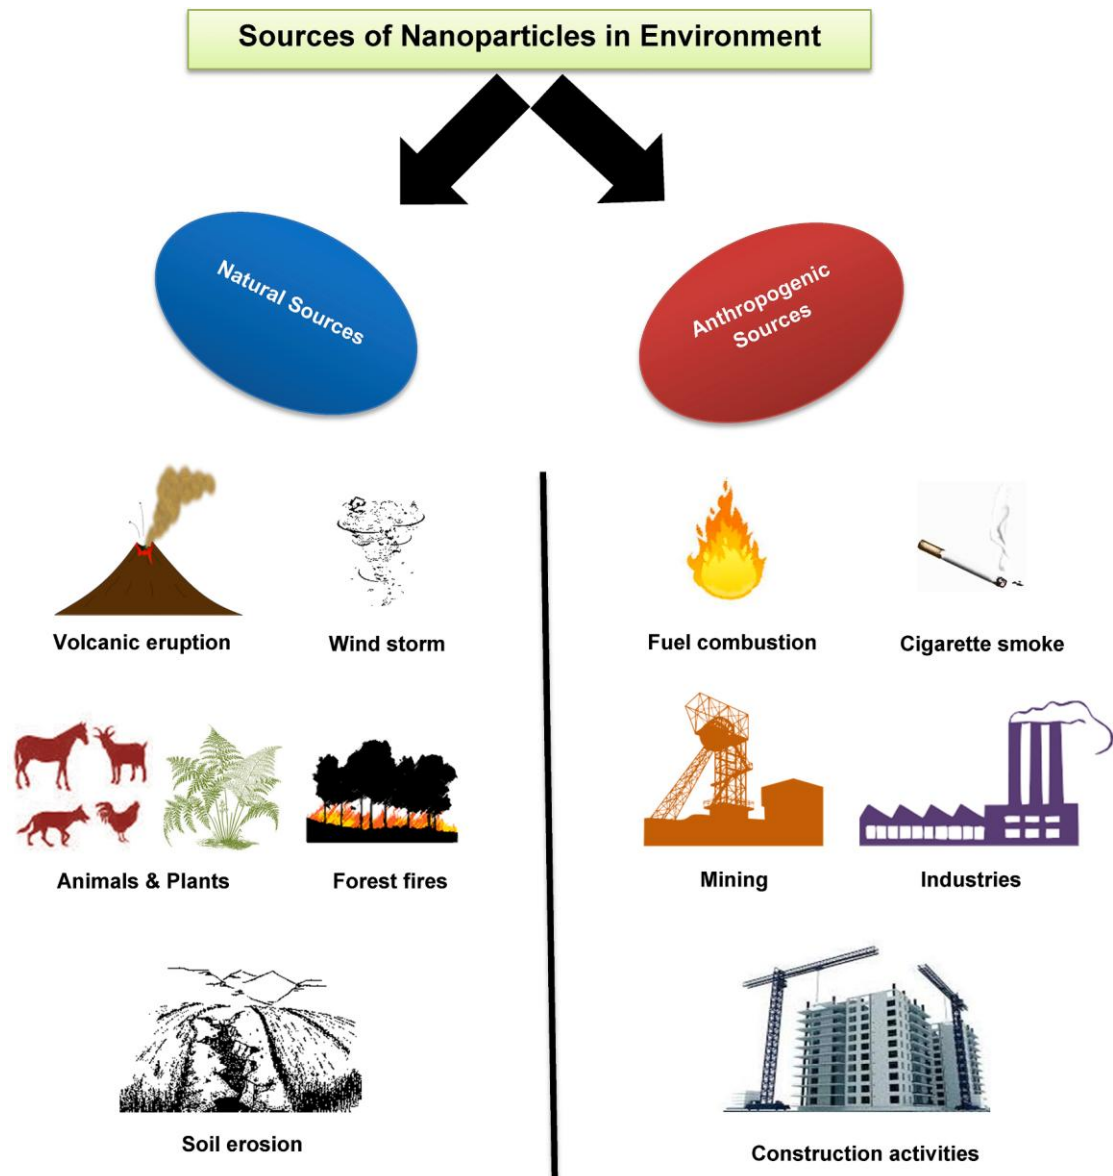 Sources of Nanoparticles in Environment
Natural Sources
Anthropogenic
Sources
Volcanic eruption
Wind storm
Fuel combustion
Cigarette smoke
Animals & Plants
Forest fires
Mining
Industries
Soil erosion
Construction activities